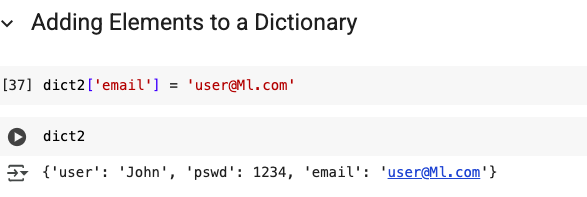 Adding Elements to a Dictionary
[37] dict2['email'] = 'user@Ml.com'
dict2
{'user': 'John', 'pswd': 1234, 'email': 'user@Ml.com'}